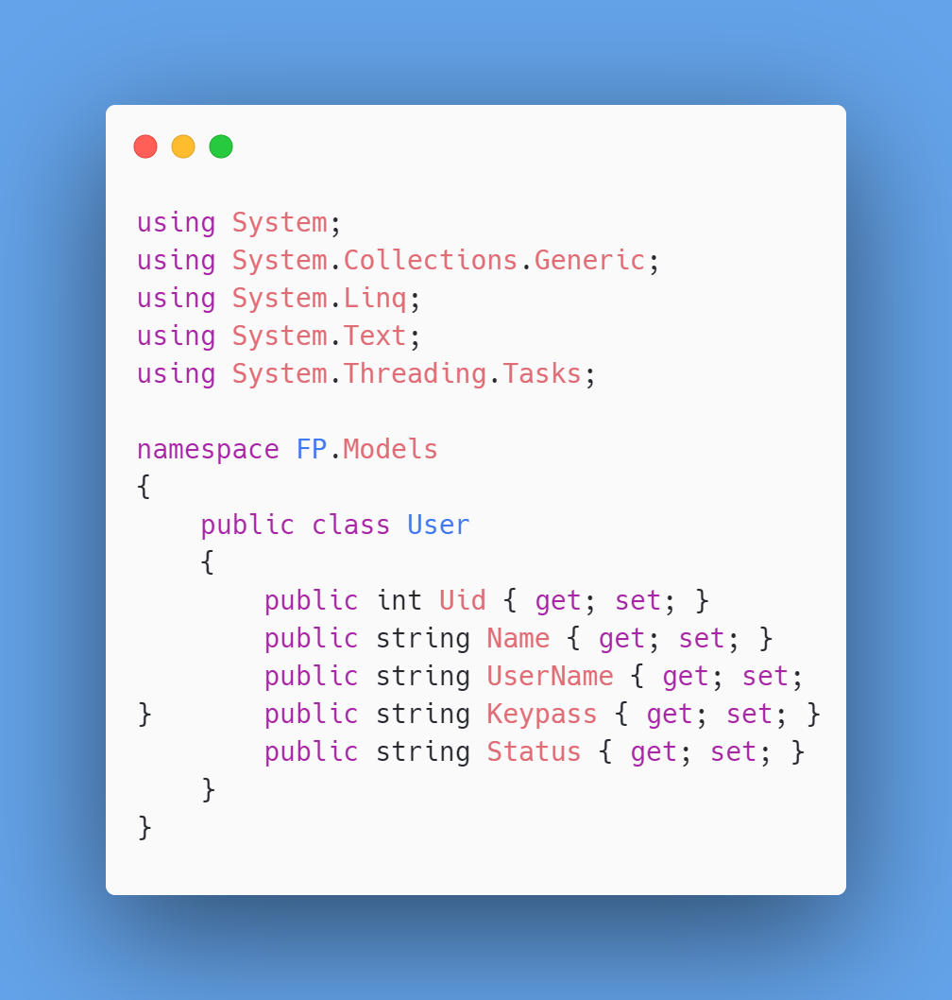 using System;
using System.Collections.Generic;
using System.Linq;
using System.Text;
using System.Threading.Tasks;

namespace FP.Models
{
    public class User
    {
        public int Uid { get; set; }
        public string Name { get; set; }
        public string UserName { get; set;
}       public string Keypass { get; set; }
        public string Status { get; set; }
    }
}